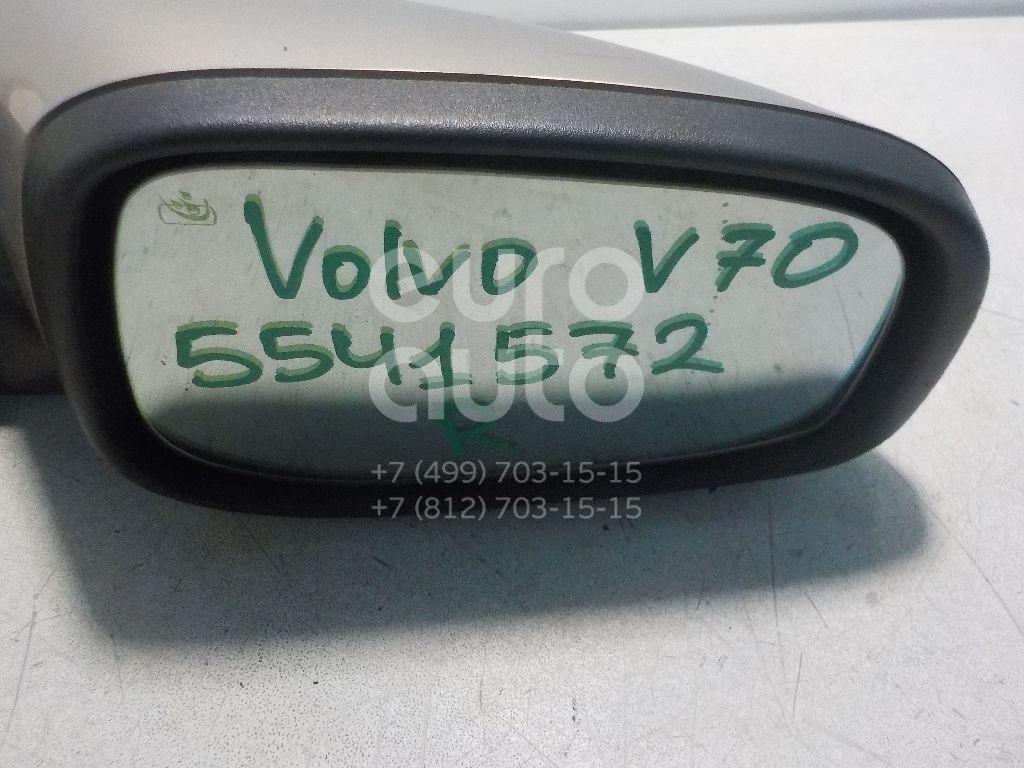 Volvo V70
5541572
R
euro
auto
+7 (499) 703-15-15
+7 (812) 703-15-15